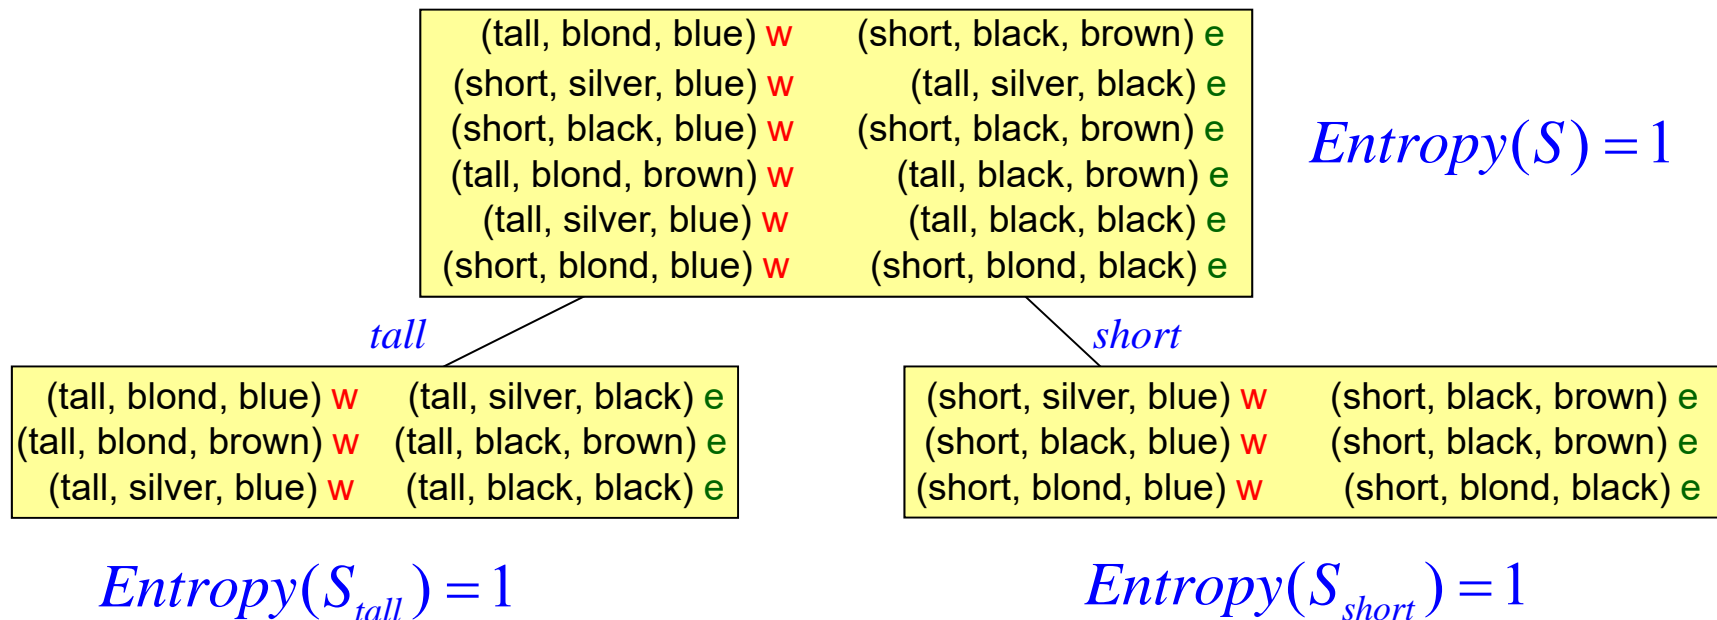 (tall, blond, blue) w (short, black, brown) e
(short, silver, blue) w (tall, silver, black) e
(short, black, blue) w (short, black, brown) e
(tall, blond, brown) w (tall, black, brown) e
(tall, silver, blue) w (tall, black, black) e
(short, blond, blue) w (short, blond, black) e
Entropy(S) = 1
tall
short
(tall, blond, blue) w (tall, silver, black) e
(tall, blond, brown) w (tall, black, brown) e
(tall, silver, blue) w (tall, black, black) e
(short, silver, blue) w (short, black, brown) e
(short, black, blue) w (short, black, brown) e
(short, blond, blue) w (short, blond, black) e
Entropy(S_tall) = 1
Entropy(S_short) = 1